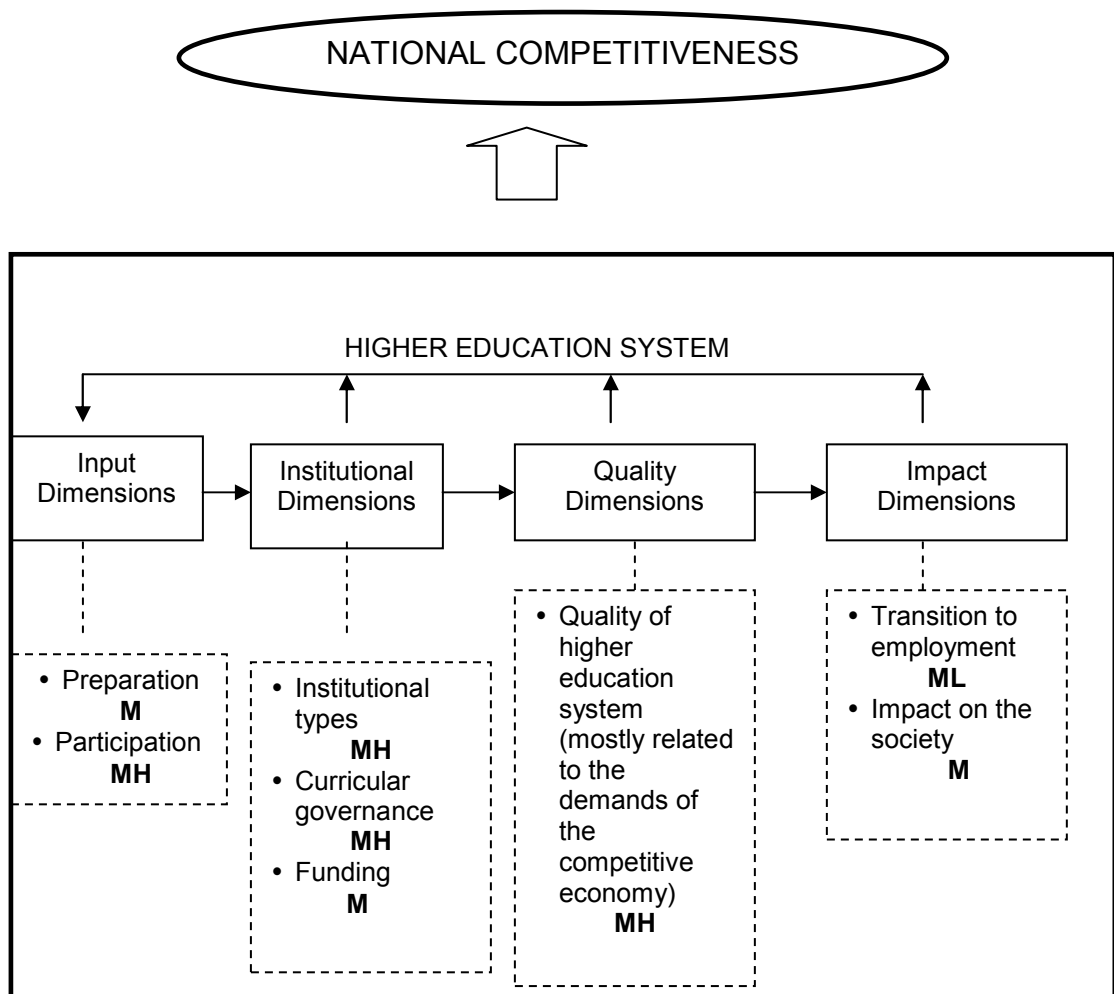 NATIONAL COMPETITIVENESS
HIGHER EDUCATION SYSTEM
Input
Dimensions
Institutional
Dimensions
Quality
Dimensions
Impact
Dimensions
• Preparation
M
• Participation
MH
• Institutional
types
MH
• Curricular
governance
MH
• Funding
M
• Quality of
higher
education
system
(mostly related
to the
demands of
the
competitive
economy)
MH
• Transition to
employment
ML
• Impact on the
society
M